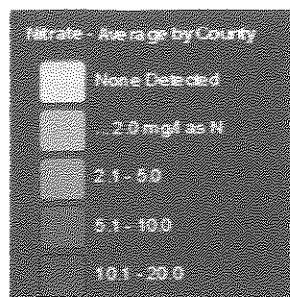 Nitrate - Average by County
None Detected
...2.0 mg/l as N
2.1 - 5.0
5.1 - 10.0
10.1 - 20.0